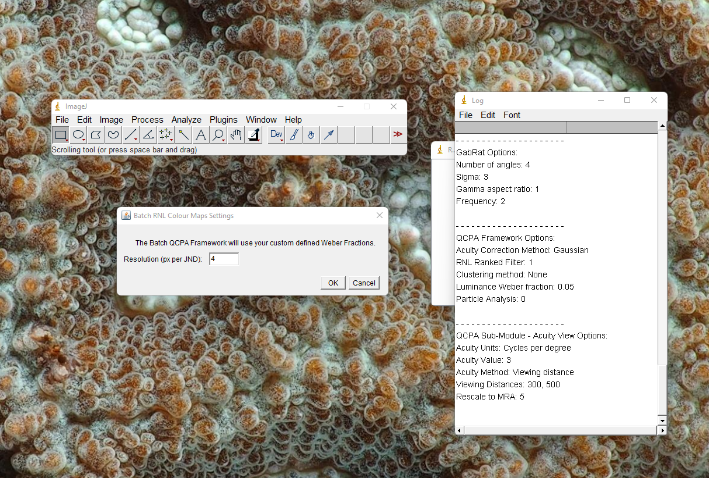 ImageJ
File Edit Image Process Analyze Plugins Window Help
Dev
Scrolling tool (or press space bar and drag)
Batch RNL Colour Maps Settings
The Batch QCPA Framework will use your custom defined Weber Fractions.
Resolution (px per JND): 4
OK Cancel
Log
File Edit Font
- - - - - - - - - - - - - - - - - - - - - -
GabRat Options:
Number of angles: 4
Sigma: 3
Gamma aspect ratio: 1
Frequency: 2
- - - - - - - - - - - - - - - - - - - - - -
QCPA Framework Options:
Acuity Correction Method: Gaussian
RNL Ranked Filter: 1
Clustering method: None
Luminance Weber fraction: 0.05
Particle Analysis: 0
- - - - - - - - - - - - - - - - - - - - - -
QCPA Sub-Module - Acuity View Options:
Acuity Units: Cycles per degree
Acuity Value: 3
Acuity Method: Viewing distance
Viewing Distances: 300, 500
Rescale to MRA: 5